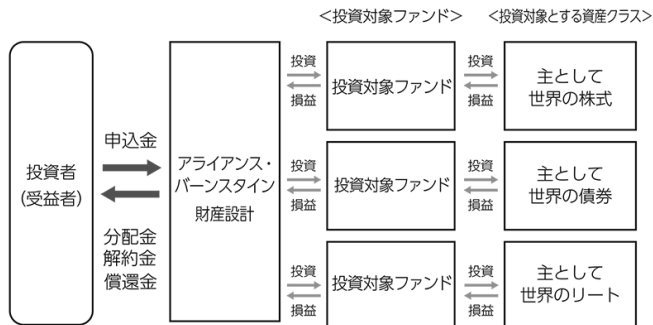 ＜投資対象ファンド＞
＜投資対象とする資産クラス＞
投資者
(受益者)
申込金
分配金
解約金
償還金
アライアンス・
バーンスタイン
財産設計
投資
損益
投資対象ファンド
投資
損益
主として
世界の株式
投資
損益
投資対象ファンド
投資
損益
主として
世界の債券
投資
損益
投資対象ファンド
投資
損益
主として
世界のリート